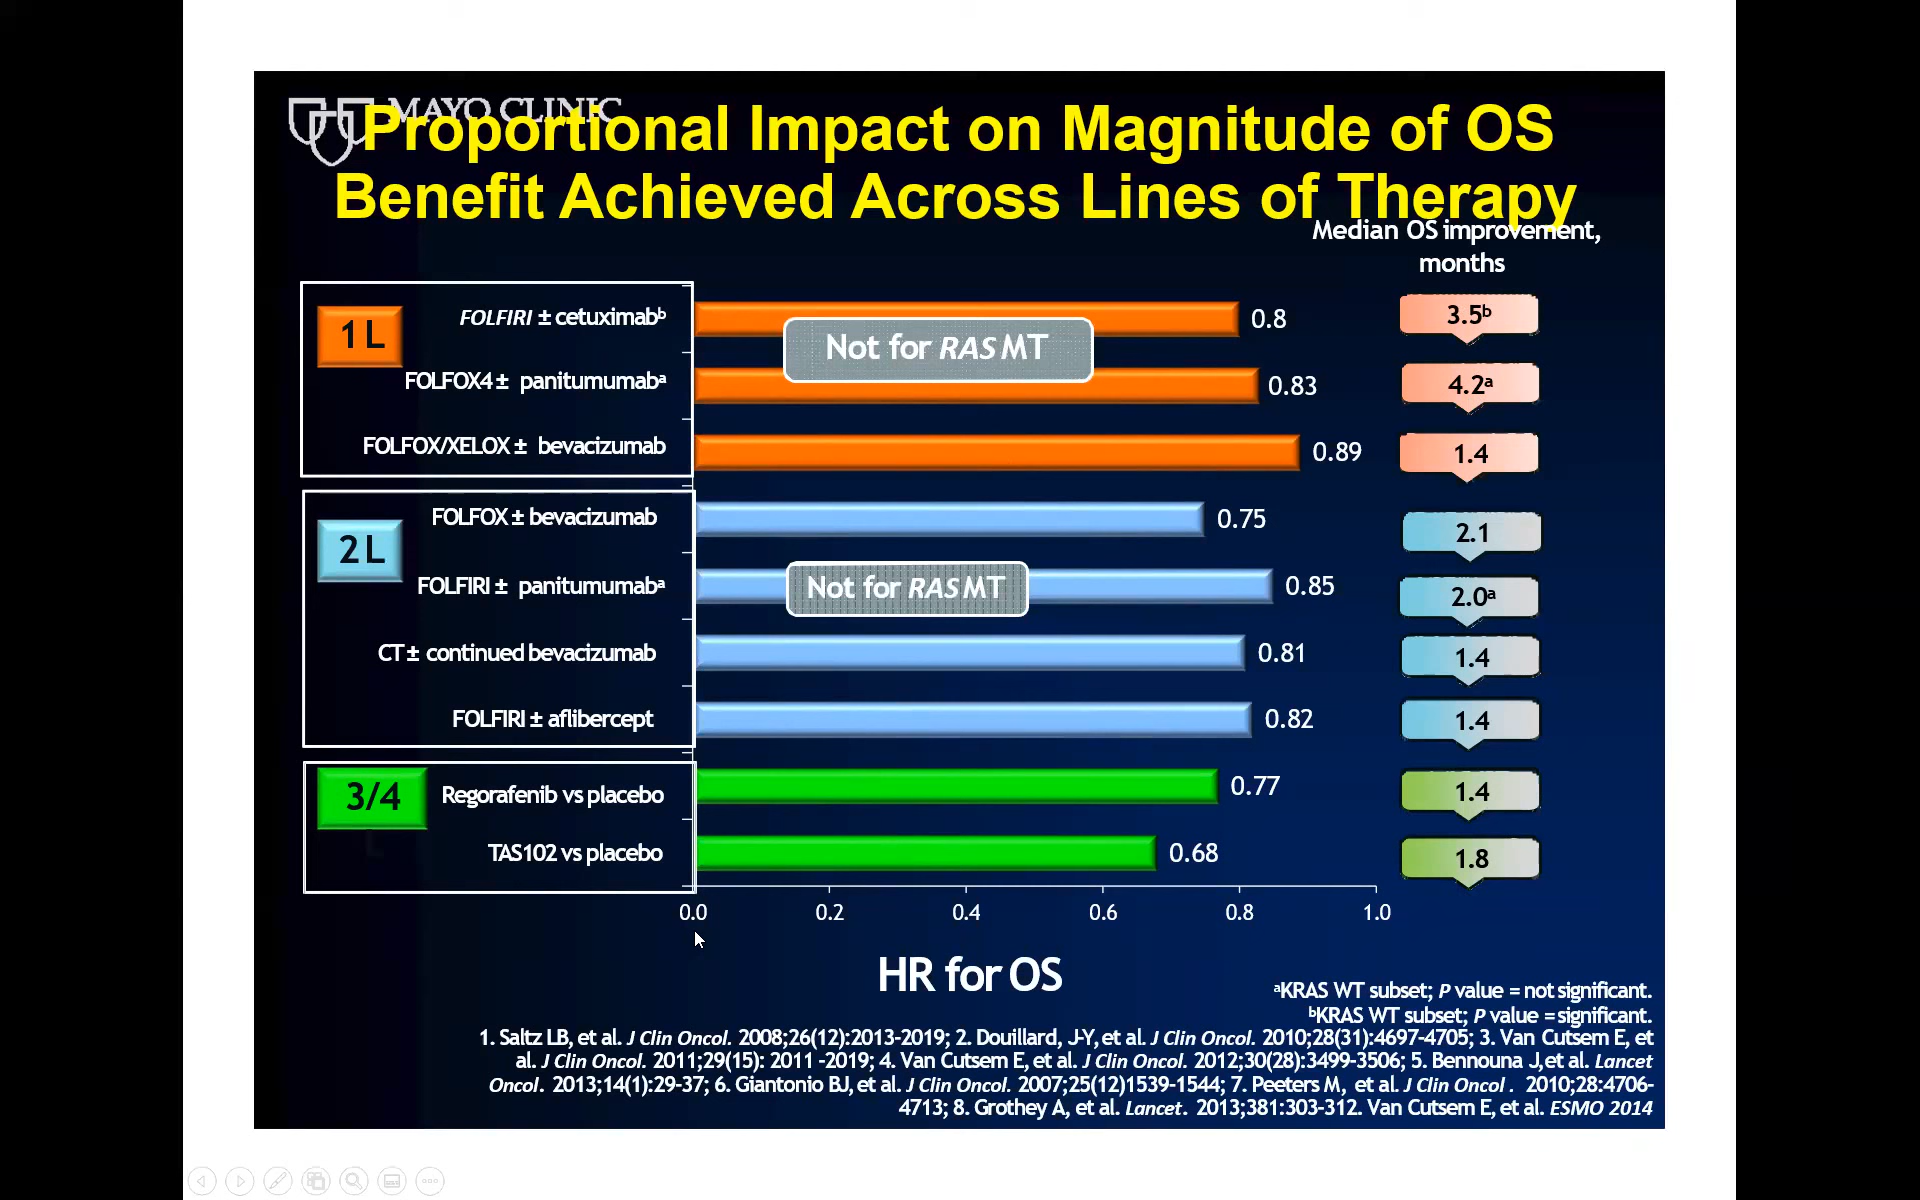 MAYO CLINIC
Proportional Impact on Magnitude of OS
Benefit Achieved Across Lines of Therapy
Median OS improvement,
months
1 L
FOLFIRI ± cetuximabᵇ
0.8
3.5ᵇ
Not for RAS MT
FOLFOX4 ± panitumumabᵃ
0.83
4.2ᵃ
FOLFOX/XELOX ± bevacizumab
0.89
1.4
2 L
FOLFOX ± bevacizumab
0.75
2.1
FOLFIRI ± panitumumabᵃ
Not for RAS MT
0.85
2.0ᵃ
CT ± continued bevacizumab
0.81
1.4
FOLFIRI ± aflibercept
0.82
1.4
3/4
L
Regorafenib vs placebo
0.77
1.4
TAS102 vs placebo
0.68
1.8
0.0 0.2 0.4 0.6 0.8 1.0
HR for OS
ᵃKRAS WT subset; P value = not significant.
ᵇKRAS WT subset; P value = significant.
1. Saltz LB, et al. J Clin Oncol. 2008;26(12):2013-2019; 2. Douillard, J-Y, et al. J Clin Oncol. 2010;28(31):4697-4705; 3. Van Cutsem E, et
al. J Clin Oncol. 2011;29(15): 2011 -2019; 4. Van Cutsem E, et al. J Clin Oncol. 2012;30(28):3499-3506; 5. Bennouna J, et al. Lancet
Oncol. 2013;14(1):29-37; 6. Giantonio BJ, et al. J Clin Oncol. 2007;25(12)1539-1544; 7. Peeters M, et al. J Clin Oncol . 2010;28:4706-
4713; 8. Grothey A, et al. Lancet. 2013;381:303-312. Van Cutsem E, et al. ESMO 2014